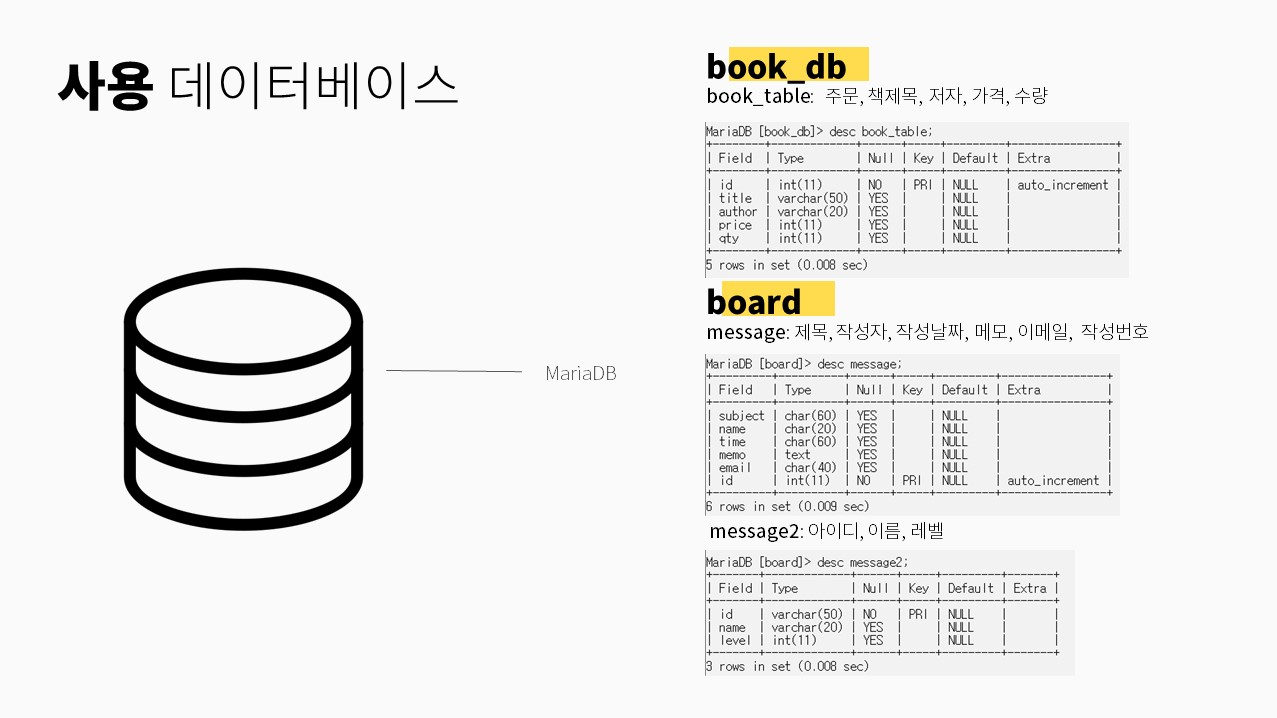 사용 데이터베이스
MariaDB
book_db
book_table: 주문, 책제목, 저자, 가격, 수량
MariaDB [book_db]> desc book_table;
+--------+-------------+------+-----+---------+----------------+
| Field | Type | Null | Key | Default | Extra |
+--------+-------------+------+-----+---------+----------------+
| id | int(11) | NO | PRI | NULL | auto_increment |
| title | varchar(50) | YES | | NULL | |
| author | varchar(20) | YES | | NULL | |
| price | int(11) | YES | | NULL | |
| qty | int(11) | YES | | NULL | |
+--------+-------------+------+-----+---------+----------------+
5 rows in set (0.008 sec)
board
message: 제목, 작성자, 작성날짜, 메모, 이메일, 작성번호
MariaDB [board]> desc message;
+---------+----------+------+-----+---------+----------------+
| Field | Type | Null | Key | Default | Extra |
+---------+----------+------+-----+---------+----------------+
| subject | char(60) | YES | | NULL | |
| name | char(20) | YES | | NULL | |
| time | char(60) | YES | | NULL | |
| memo | text | YES | | NULL | |
| email | char(40) | YES | | NULL | |
| id | int(11) | NO | PRI | NULL | auto_increment |
+---------+----------+------+-----+---------+----------------+
6 rows in set (0.009 sec)
message2: 아이디, 이름, 레벨
MariaDB [board]> desc message2;
+-------+-------------+------+-----+---------+-------+
| Field | Type | Null | Key | Default | Extra |
+-------+-------------+------+-----+---------+-------+
| id | varchar(50) | NO | PRI | NULL | |
| name | varchar(20) | YES | | NULL | |
| level | int(11) | YES | | NULL | |
+-------+-------------+------+-----+---------+-------+
3 rows in set (0.008 sec)